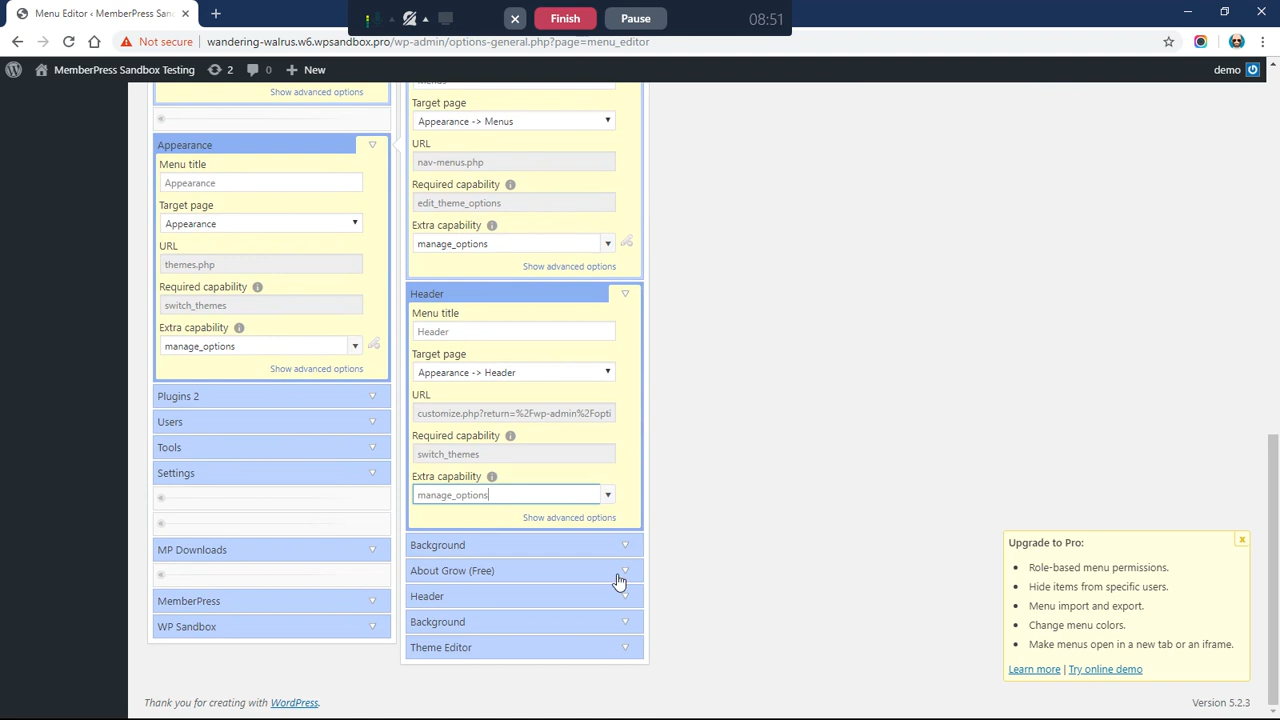 Menu Editor ‹ MemberPress Sandb
Finish
Pause
08:51
Not secure
wandering-walrus.w6.wpsandbox.pro/wp-admin/options-general.php?page=menu_editor
MemberPress Sandbox Testing
2
0
New
demo
Show advanced options
Appearance
Menu title
Appearance
Target page
Appearance
URL
themes.php
Required capability
switch_themes
Extra capability
manage_options
Show advanced options
Plugins 2
Users
Tools
Settings
MP Downloads
MemberPress
WP Sandbox
Target page
Appearance -> Menus
URL
nav-menus.php
Required capability
edit_theme_options
Extra capability
manage_options
Show advanced options
Header
Menu title
Header
Target page
Appearance -> Header
URL
customize.php?return=%2Fwp-admin%2Fopti
Required capability
switch_themes
Extra capability
manage_options
Show advanced options
Background
About Grow (Free)
Header
Background
Theme Editor
Upgrade to Pro:
Role-based menu permissions.
Hide items from specific users.
Menu import and export.
Change menu colors.
Make menus open in a new tab or an iframe.
Learn more | Try online demo
Thank you for creating with WordPress.
Version 5.2.3